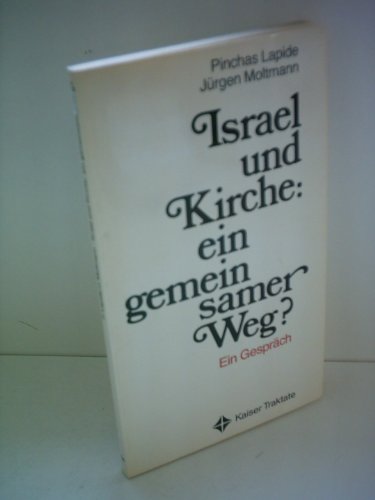 Pinchas Lapide
Jürgen Moltmann
Israel
und
Kirche:
ein
gemein
samer
Weg?
Ein Gespräch
Kaiser Traktate